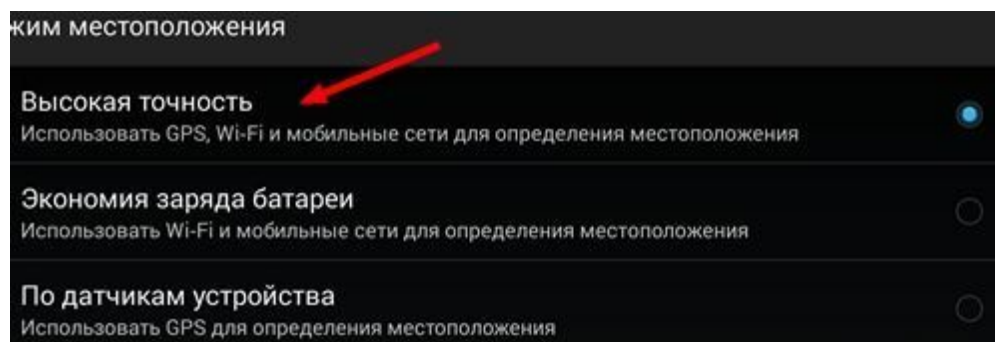 жим местоположения
Высокая точность
Использовать GPS, Wi-Fi и мобильные сети для определения местоположения
Экономия заряда батареи
Использовать Wi-Fi и мобильные сети для определения местоположения
По датчикам устройства
Использовать GPS для определения местоположения